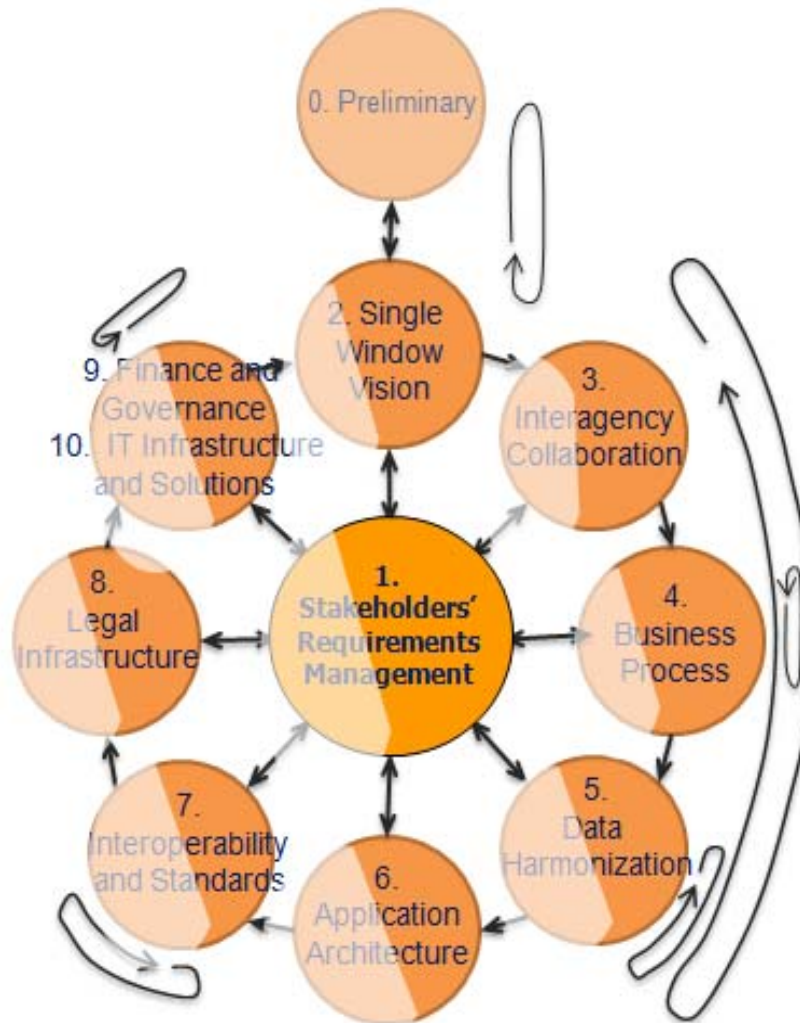 0. Preliminary
2. Single
Window
Vision
9. Finance and
Governance
10. IT Infrastructure
and Solutions
3.
Interagency
Collaboration
1.
Stakeholders’
Requirements
Management
8.
Legal
Infrastructure
4.
Business
Process
7.
Interoperability
and Standards
5.
Data
Harmonization
6.
Application
Architecture